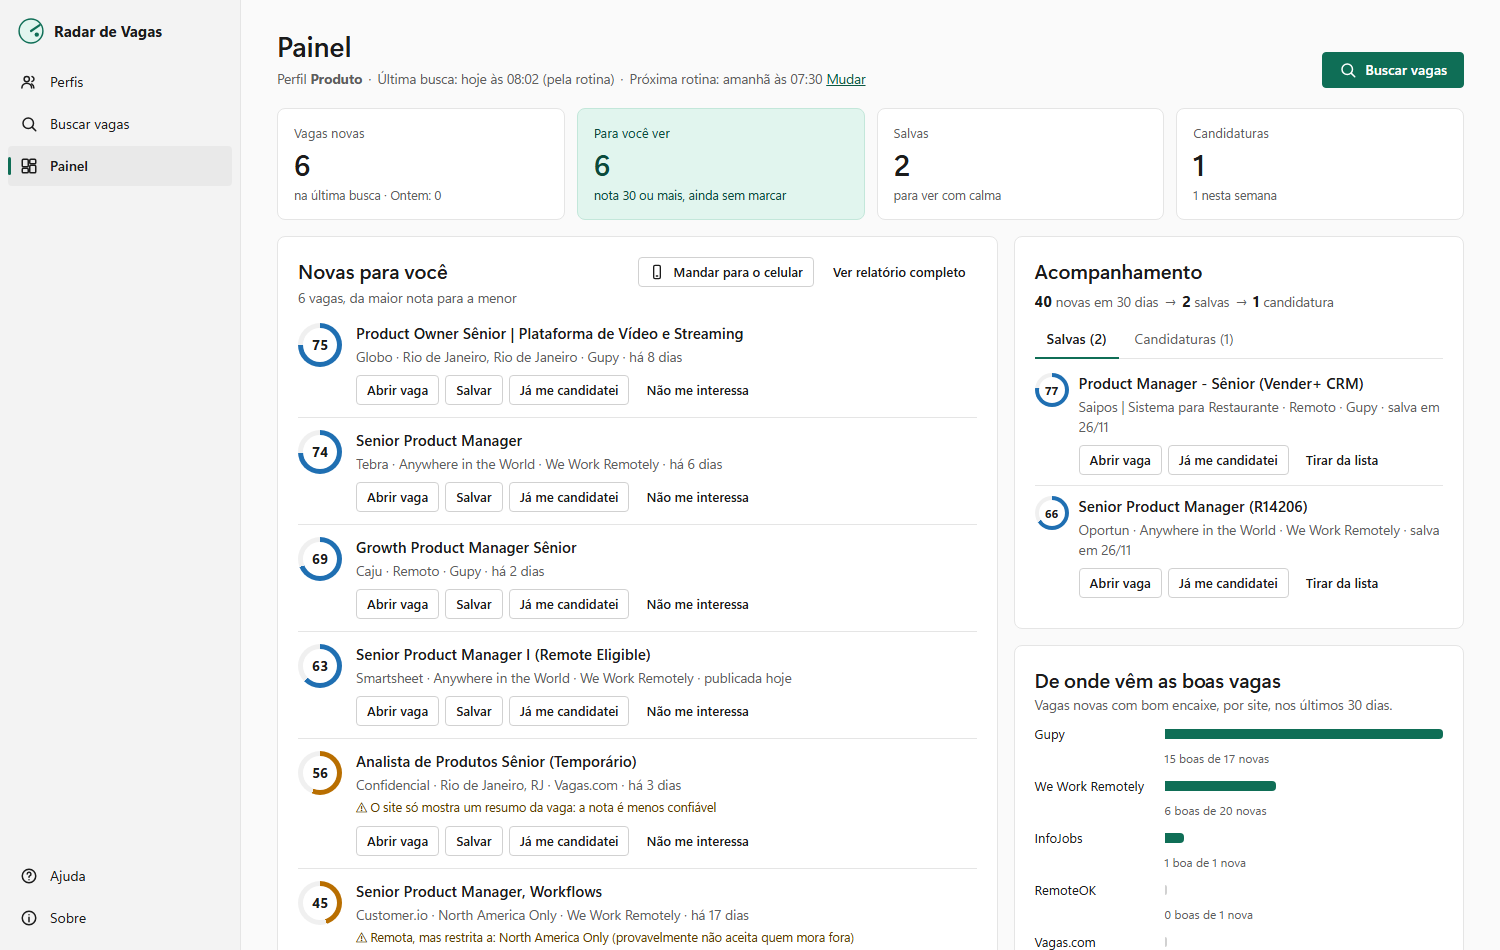 Radar de Vagas
Perfis
Buscar vagas
Painel
Ajuda
Sobre
Painel
Perfil Produto · Última busca: hoje às 08:02 (pela rotina) · Próxima rotina: amanhã às 07:30 Mudar
Buscar vagas
Vagas novas
6
na última busca · Ontem: 0
Para você ver
6
nota 30 ou mais, ainda sem marcar
Salvas
2
para ver com calma
Candidaturas
1
1 nesta semana
Novas para você
Mandar para o celular
Ver relatório completo
6 vagas, da maior nota para a menor
75
Product Owner Sênior | Plataforma de Vídeo e Streaming
Globo · Rio de Janeiro, Rio de Janeiro · Gupy · há 8 dias
Abrir vaga Salvar Já me candidatei Não me interessa
74
Senior Product Manager
Tebra · Anywhere in the World · We Work Remotely · há 6 dias
Abrir vaga Salvar Já me candidatei Não me interessa
69
Growth Product Manager Sênior
Caju · Remoto · Gupy · há 2 dias
Abrir vaga Salvar Já me candidatei Não me interessa
63
Senior Product Manager I (Remote Eligible)
Smartsheet · Anywhere in the World · We Work Remotely · publicada hoje
Abrir vaga Salvar Já me candidatei Não me interessa
56
Analista de Produtos Sênior (Temporário)
Confidencial · Rio de Janeiro, RJ · Vagas.com · há 3 dias
⚠ O site só mostra um resumo da vaga: a nota é menos confiável
Abrir vaga Salvar Já me candidatei Não me interessa
45
Senior Product Manager, Workflows
Customer.io · North America Only · We Work Remotely · há 17 dias
⚠ Remota, mas restrita a: North America Only (provavelmente não aceita quem mora fora)
Acompanhamento
40 novas em 30 dias → 2 salvas → 1 candidatura
Salvas (2) Candidaturas (1)
77
Product Manager - Sênior (Vender+ CRM)
Saipos | Sistema para Restaurante · Remoto · Gupy · salva em
26/11
Abrir vaga Já me candidatei Tirar da lista
66
Senior Product Manager (R14206)
Oportun · Anywhere in the World · We Work Remotely · salva
em 26/11
Abrir vaga Já me candidatei Tirar da lista
De onde vêm as boas vagas
Vagas novas com bom encaixe, por site, nos últimos 30 dias.
Gupy
15 boas de 17 novas
We Work Remotely
6 boas de 20 novas
InfoJobs
1 boa de 1 nova
RemoteOK
0 boas de 1 nova
Vagas.com